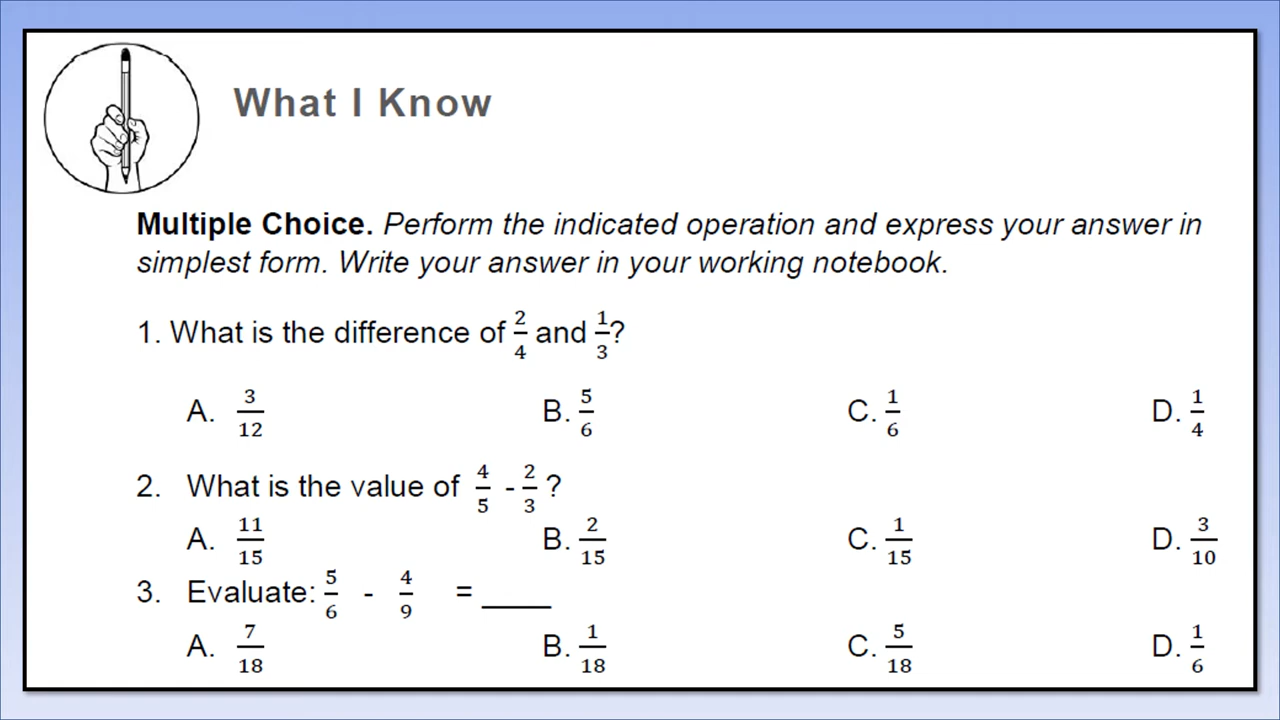 What I Know
Multiple Choice. Perform the indicated operation and express your answer in
simplest form. Write your answer in your working notebook.
1. What is the difference of 2/4 and 1/3?
A. 3/12 B. 5/6 C. 1/6 D. 1/4
2. What is the value of 4/5 - 2/3 ?
A. 11/15 B. 2/15 C. 1/15 D. 3/10
3. Evaluate: 5/6 - 4/9 = ____
A. 7/18 B. 1/18 C. 5/18 D. 1/6